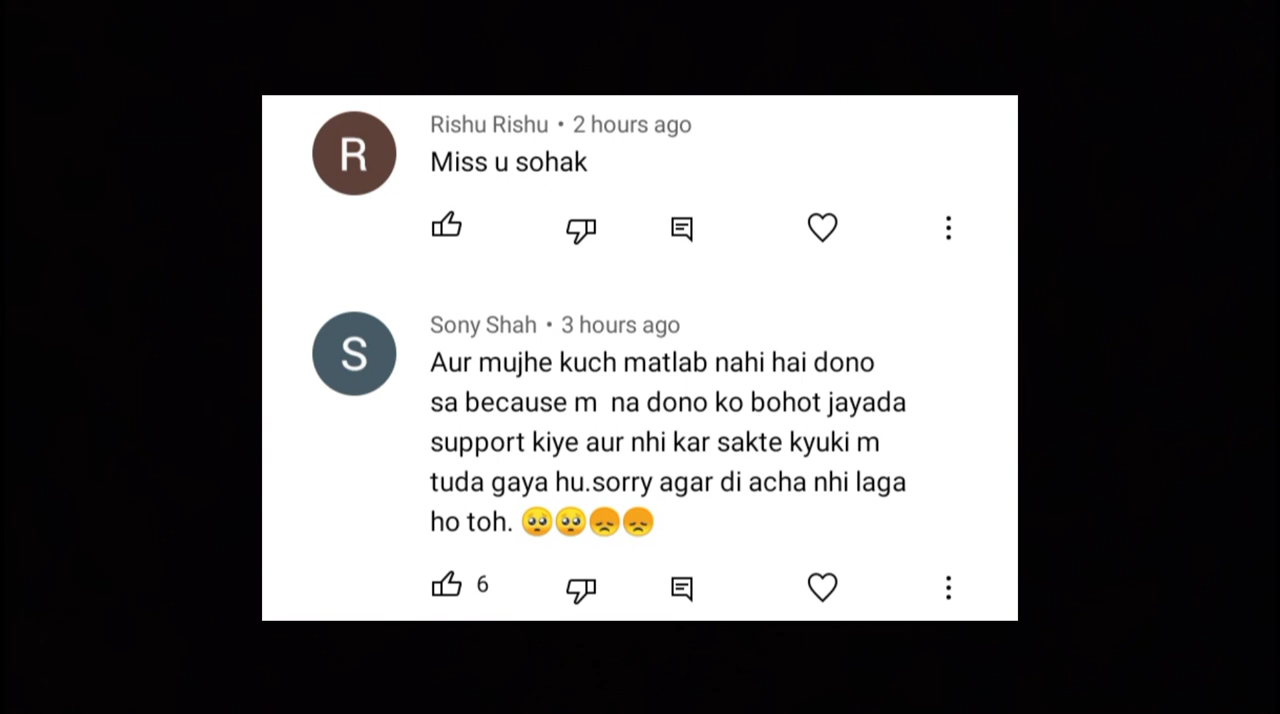 R
Rishu Rishu • 2 hours ago
Miss u sohak
S
Sony Shah • 3 hours ago
Aur mujhe kuch matlab nahi hai dono
sa because m  na dono ko bohot jayada
support kiye aur nhi kar sakte kyuki m
tuda gaya hu.sorry agar di acha nhi laga
ho toh. 🥺🥺😞😞
6